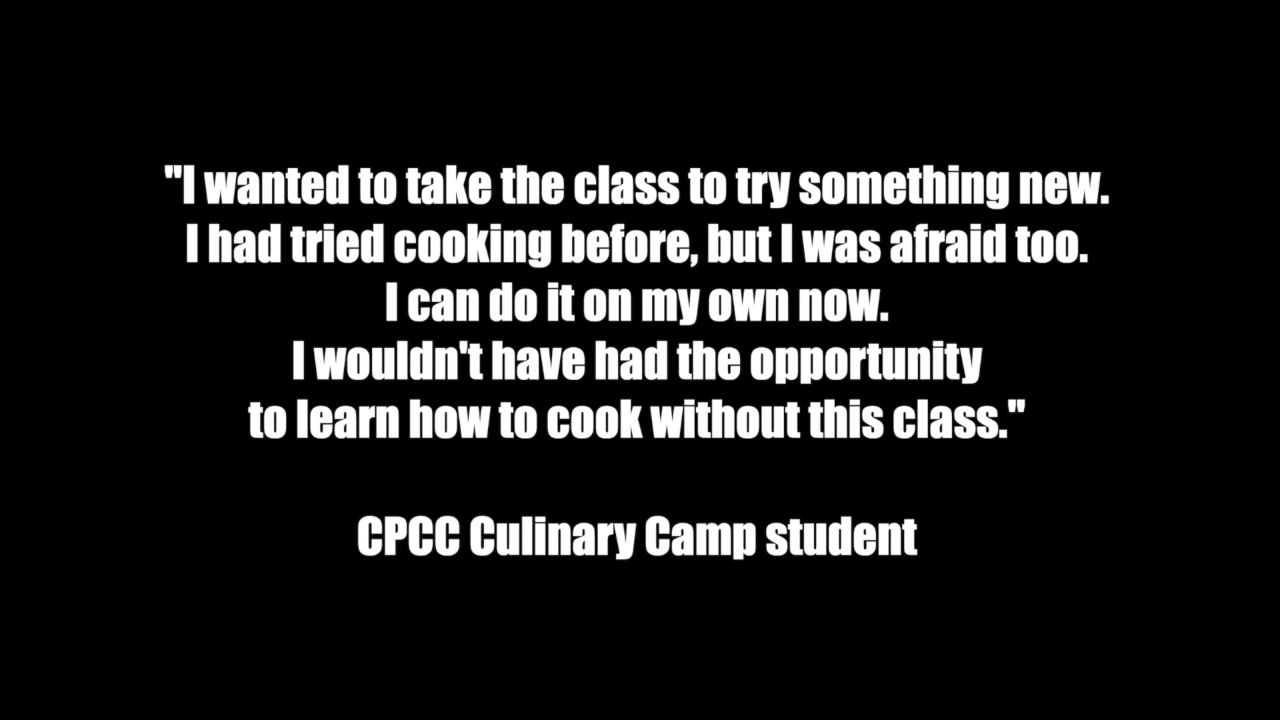 "I wanted to take the class to try something new.
I had tried cooking before, but I was afraid too.
I can do it on my own now.
I wouldn't have had the opportunity
to learn how to cook without this class."
CPCC Culinary Camp student